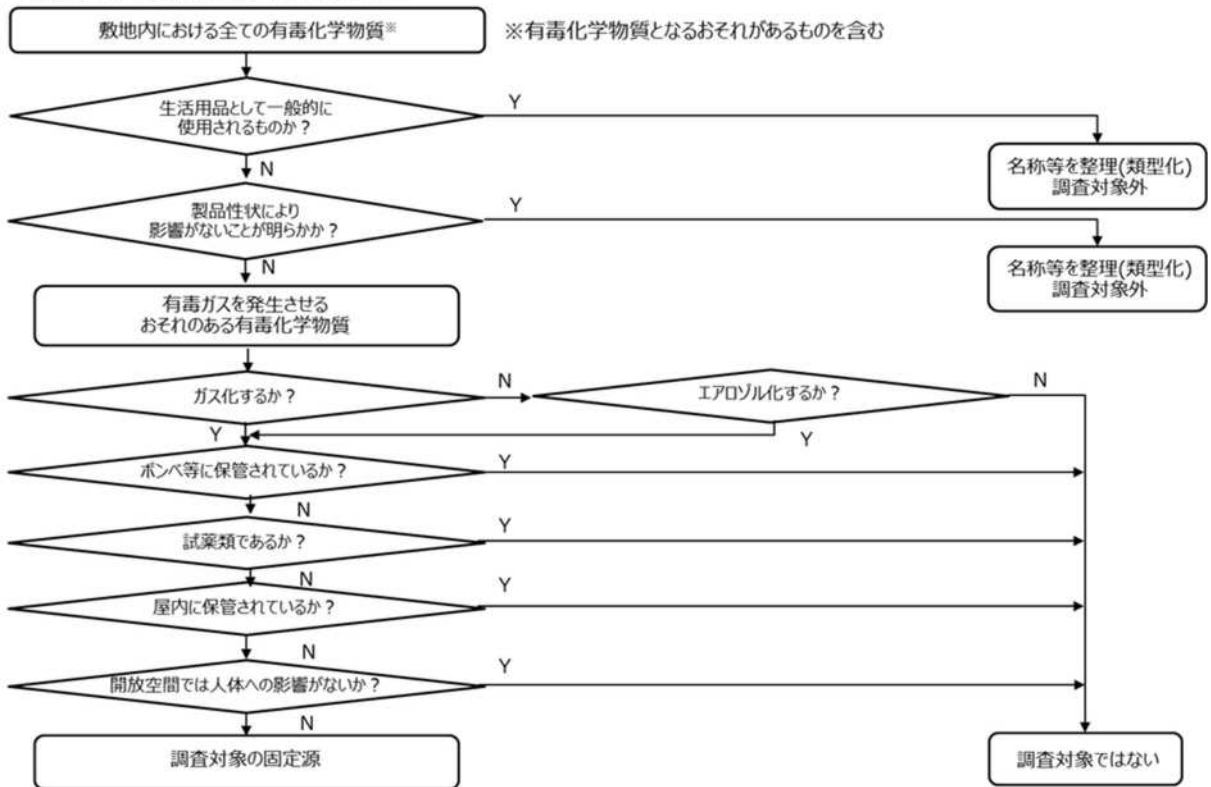 敷地内における全ての有毒化学物質※
※有毒化学物質となるおそれがあるものを含む
生活用品として一般的に
使用されるものか？
Y
名称等を整理(類型化)
調査対象外
N
製品性状により
影響がないことが明らかか？
Y
名称等を整理(類型化)
調査対象外
N
有毒ガスを発生させる
おそれのある有毒化学物質
ガス化するか？
N
エアロゾル化するか？
N
Y
Y
ボンベ等に保管されているか？
Y
N
試薬類であるか？
Y
N
屋内に保管されているか？
Y
N
開放空間では人体への影響がないか？
Y
N
調査対象の固定源
調査対象ではない